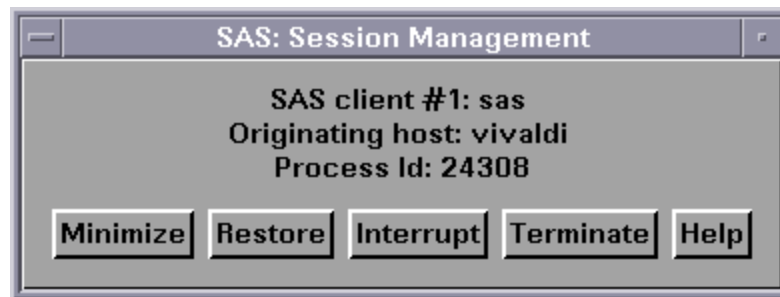 SAS: Session Management
SAS client #1: sas
Originating host: vivaldi
Process Id: 24308
Minimize Restore Interrupt Terminate Help